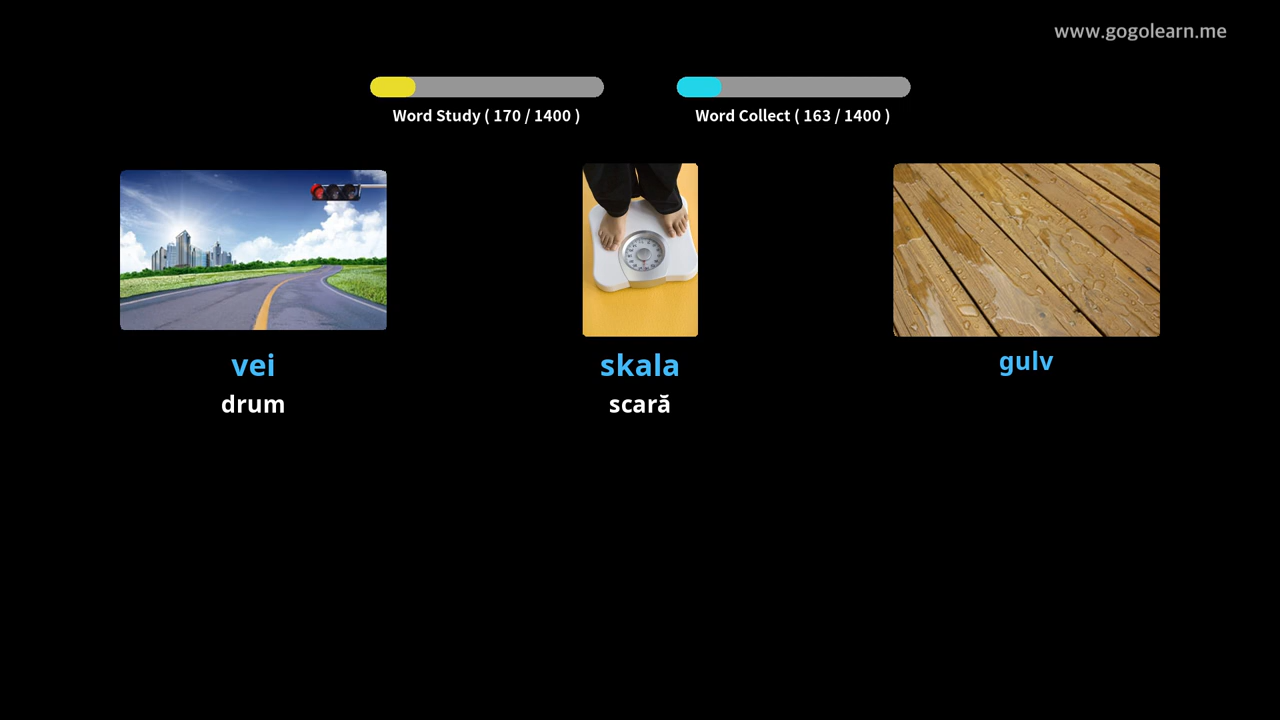 www.gogolearn.me
Word Study ( 170 / 1400 )
Word Collect ( 163 / 1400 )
vei
drum
skala
scară
gulv